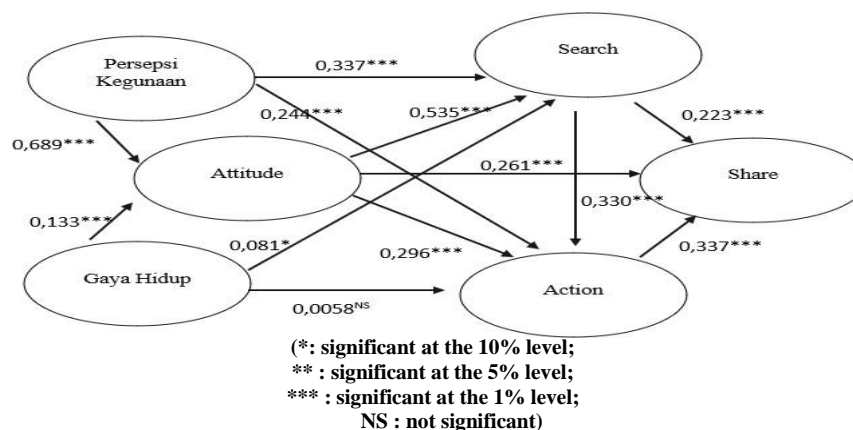 Search
Persepsi
Kegunaan
0,337***
0,244***
0,535***
0,223***
0,689***
Attitude
0,261***
Share
0,133***
0,330***
0,081*
0,296***
0,337***
Gaya Hidup
Action
0,0058NS
(*: significant at the 10% level;
** : significant at the 5% level;
*** : significant at the 1% level;
NS : not significant)